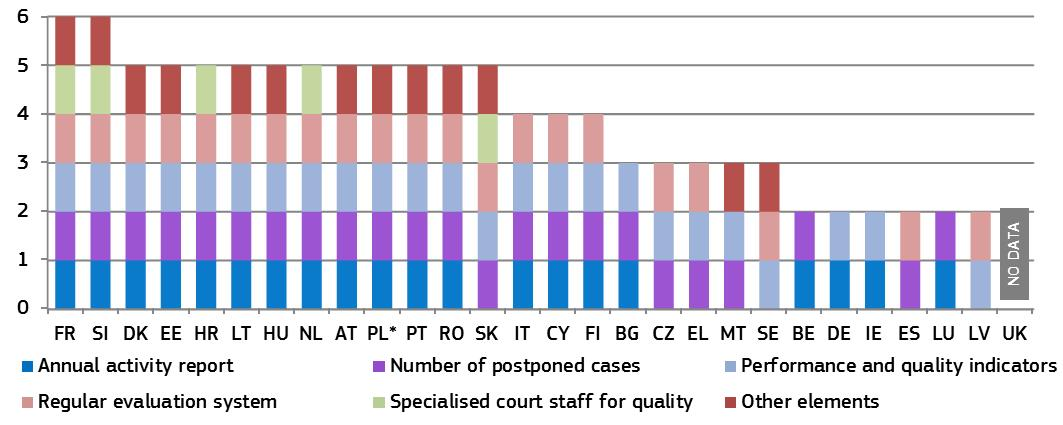 6
5
4
3
2
1
0
NO DATA
FR SI DK EE HR LT HU NL AT PL* PT RO SK IT CY FI BG CZ EL MT SE BE DE IE ES LU LV UK
Annual activity report Number of postponed cases Performance and quality indicators
Regular evaluation system Specialised court staff for quality Other elements